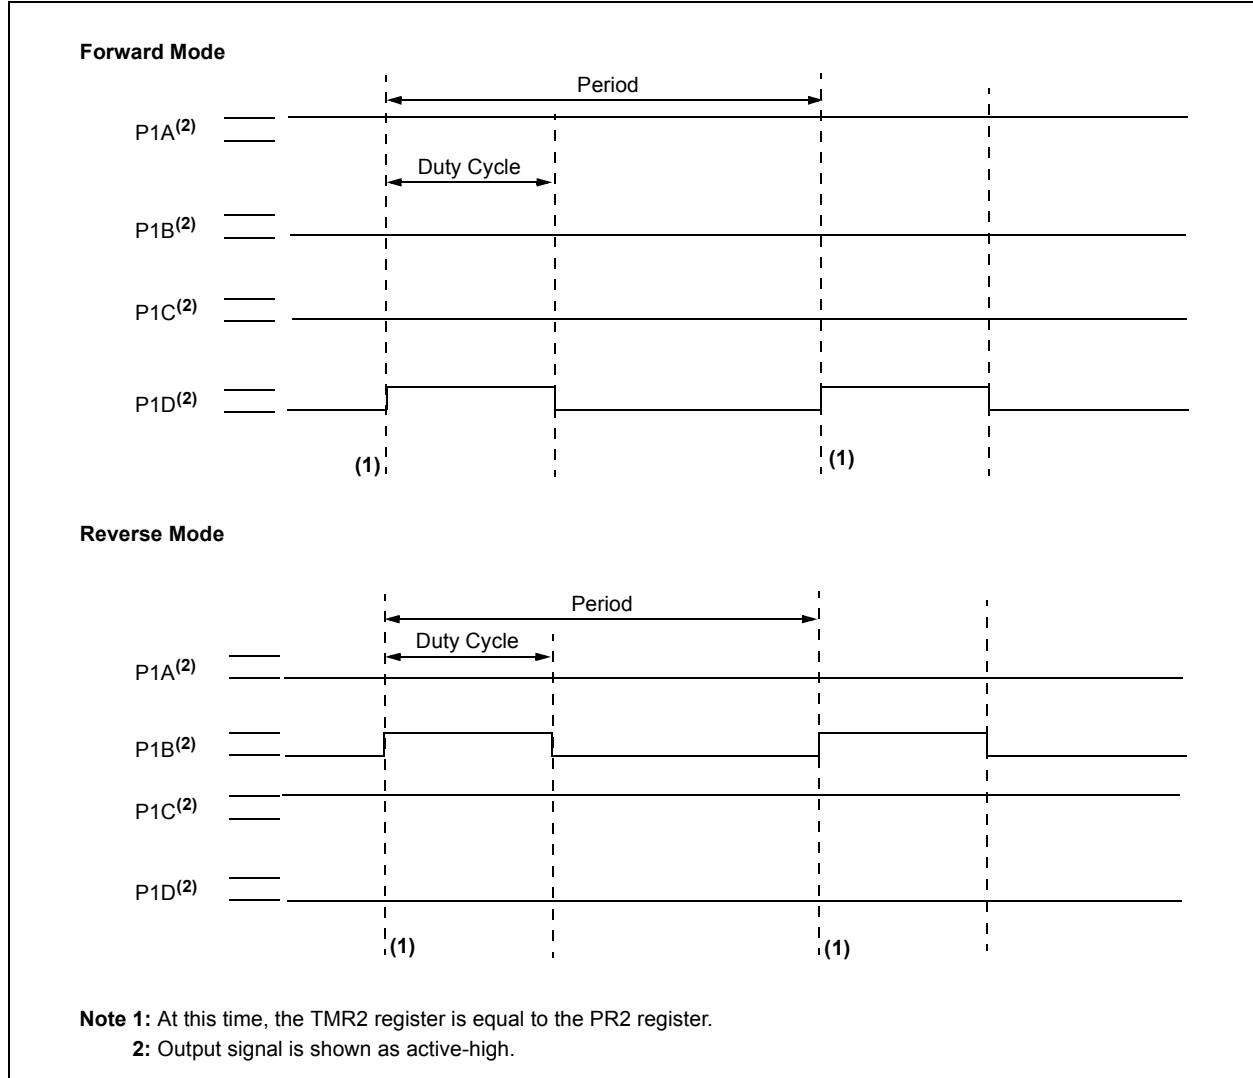 Forward Mode
Period
P1A(2)
Duty Cycle
P1B(2)
P1C(2)
P1D(2)
(1)
(1)
Reverse Mode
Period
Duty Cycle
P1A(2)
P1B(2)
P1C(2)
P1D(2)
(1)
(1)
Note 1: At this time, the TMR2 register is equal to the PR2 register.
2: Output signal is shown as active-high.